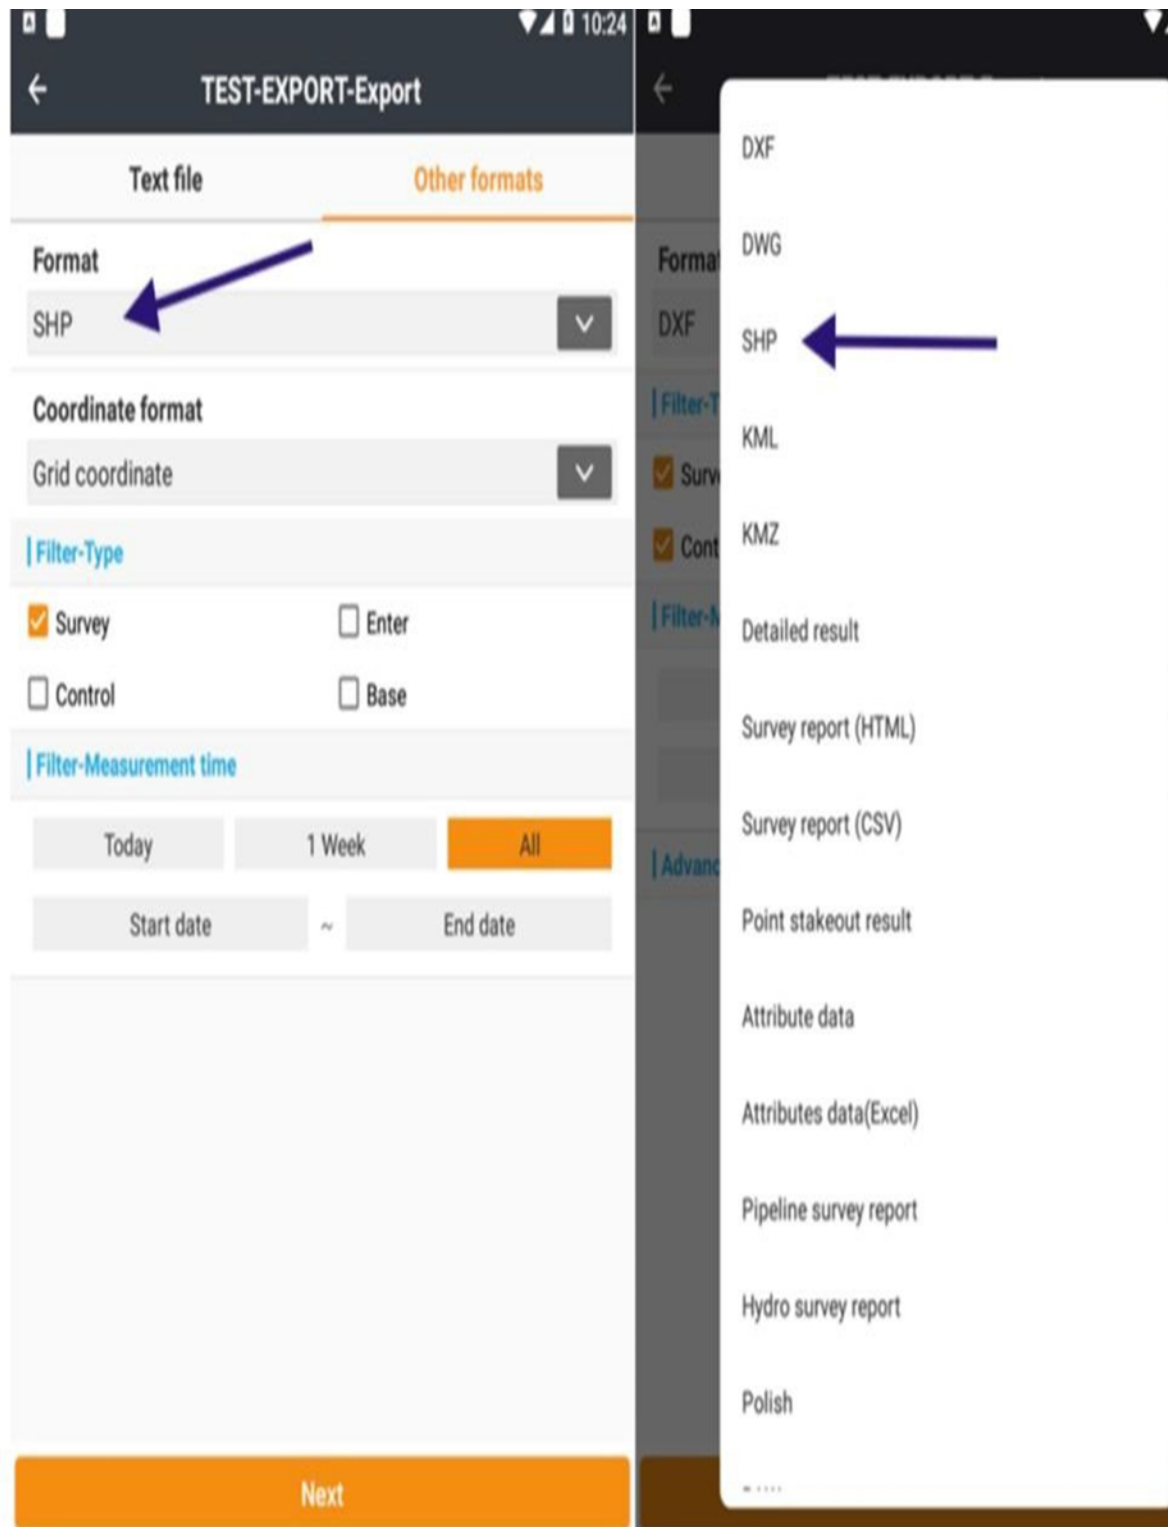 10:24
TEST-EXPORT-Export
Text file
Other formats
Format
SHP
Coordinate format
Grid coordinate
Filter-Type
Survey
Enter
Control
Base
Filter-Measurement time
Today
1 Week
All
Start date
~
End date
Next
Forma
DXF
Filter-T
Surv
Cont
Filter-M
Advanc
DXF
DWG
SHP
KML
KMZ
Detailed result
Survey report (HTML)
Survey report (CSV)
Point stakeout result
Attribute data
Attributes data(Excel)
Pipeline survey report
Hydro survey report
Polish